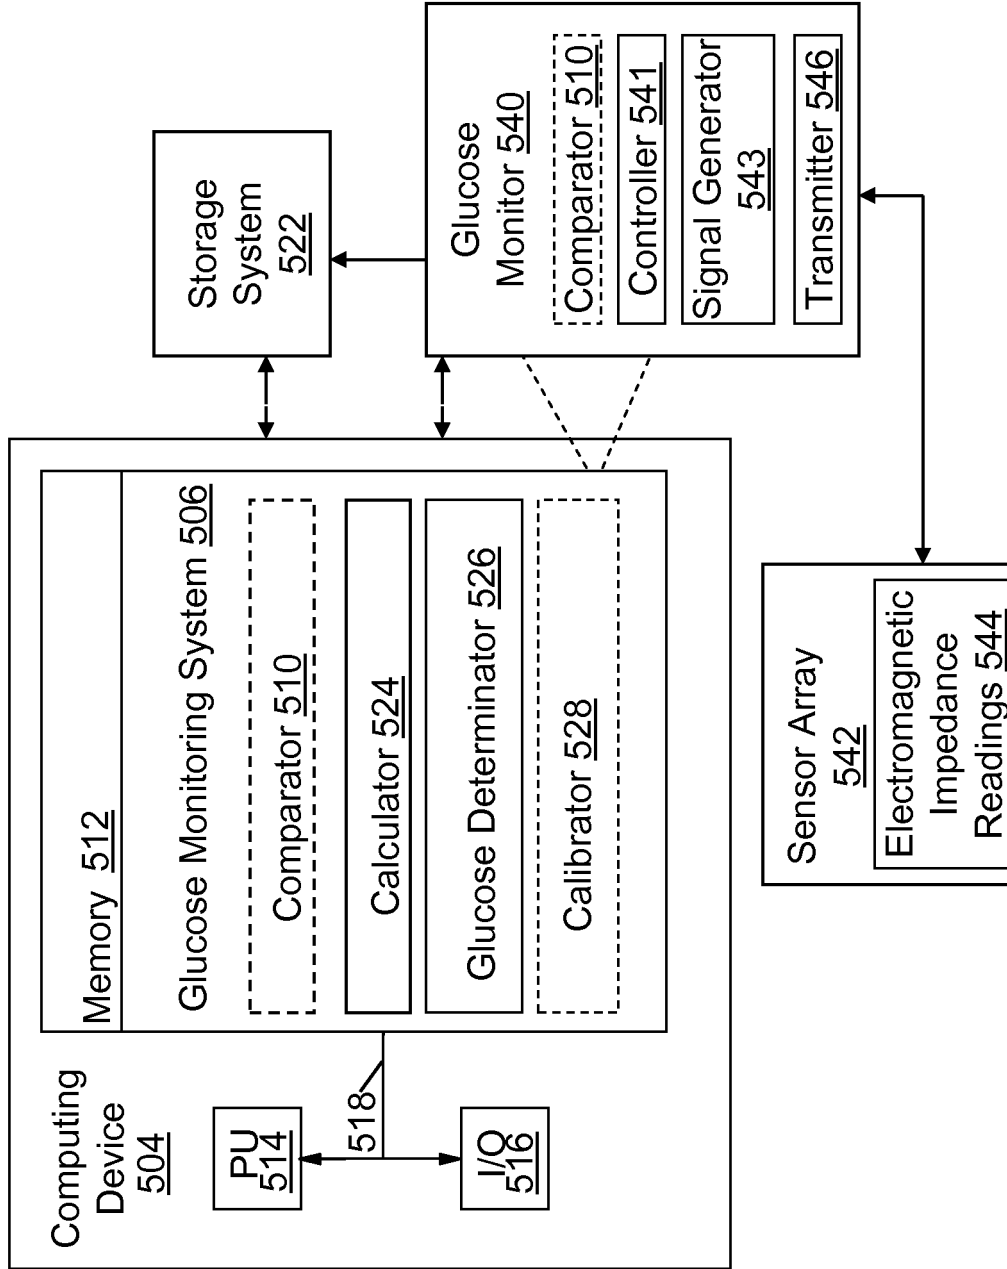 Computing
Device
504
PU
514
518
I/O
516
Memory 512
Glucose Monitoring System 506
Comparator 510
Calculator 524
Glucose Determinator 526
Calibrator 528
Storage
System
522
Glucose
Monitor 540
Comparator 510
Controller 541
Signal Generator
543
Transmitter 546
Sensor Array
542
Electromagnetic
Impedance
Readings 544